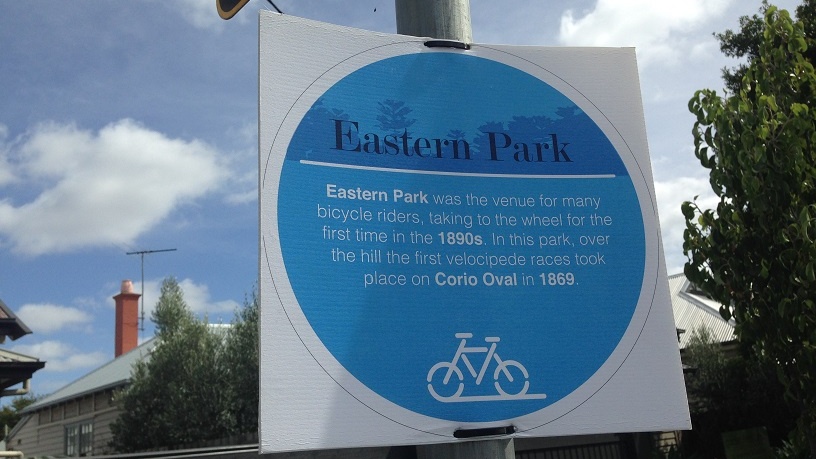 Eastern Park
Eastern Park was the venue for many
bicycle riders, taking to the wheel for the
first time in the 1890s. In this park, over
the hill the first velocipede races took
place on Corio Oval in 1869.